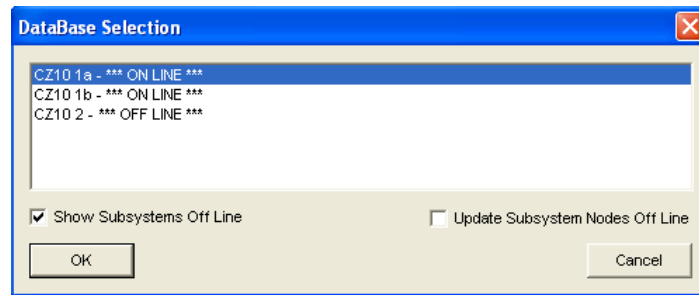 DataBase Selection
CZ10 1a - *** ON LINE ***
CZ10 1b - *** ON LINE ***
CZ10 2 - *** OFF LINE ***
Show Subsystems Off Line
Update Subsystem Nodes Off Line
OK
Cancel